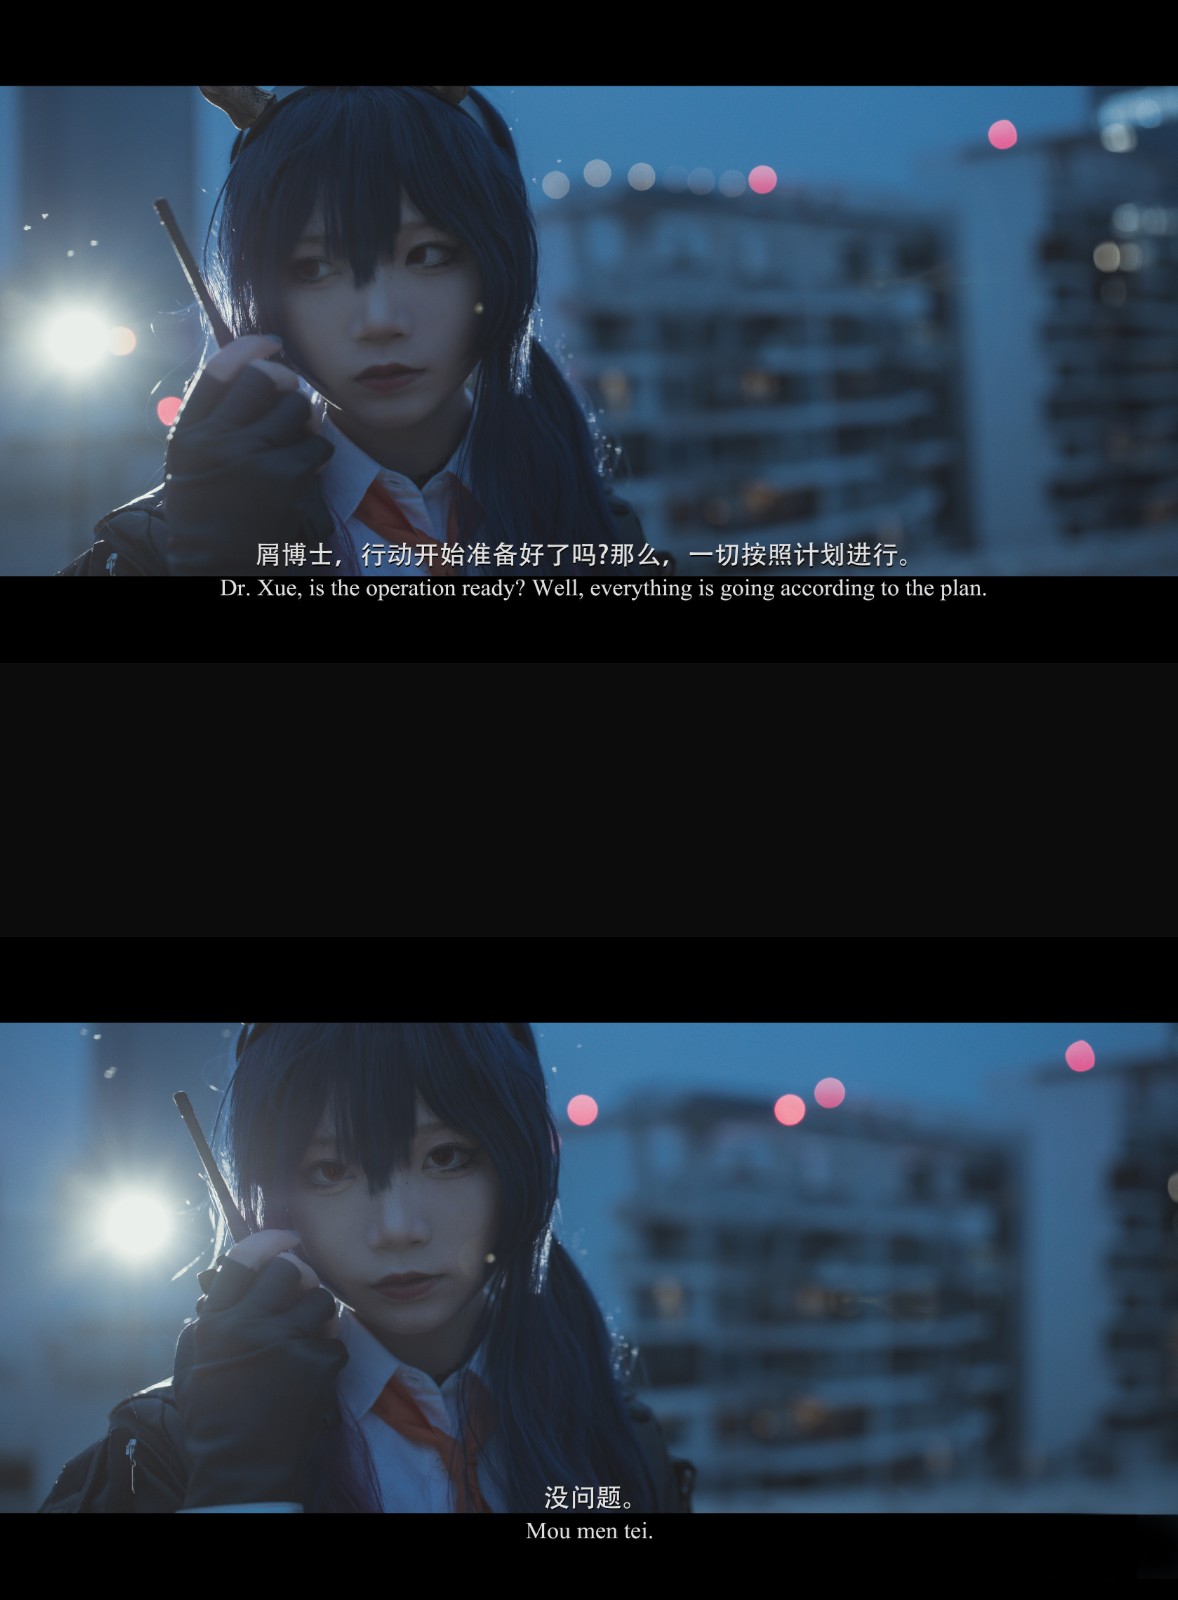 屑博士，行动开始准备好了吗?那么，一切按照计划进行。
Dr. Xue, is the operation ready? Well, everything is going according to the plan.
没问题。
Mou men tei.